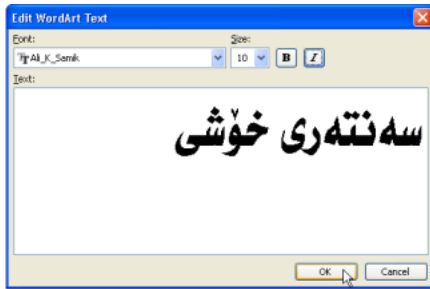 Edit WordArt Text
Font:
Size:
Ali_K_Samik
10
B
I
Text:
سەنتەری خۆشی
OK
Cancel